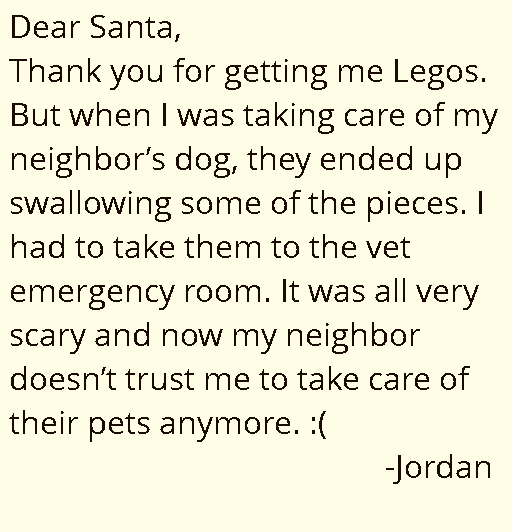 Dear Santa,
Thank you for getting me Legos.
But when I was taking care of my
neighbor’s dog, they ended up
swallowing some of the pieces. I
had to take them to the vet
emergency room. It was all very
scary and now my neighbor
doesn’t trust me to take care of
their pets anymore. :(
-Jordan